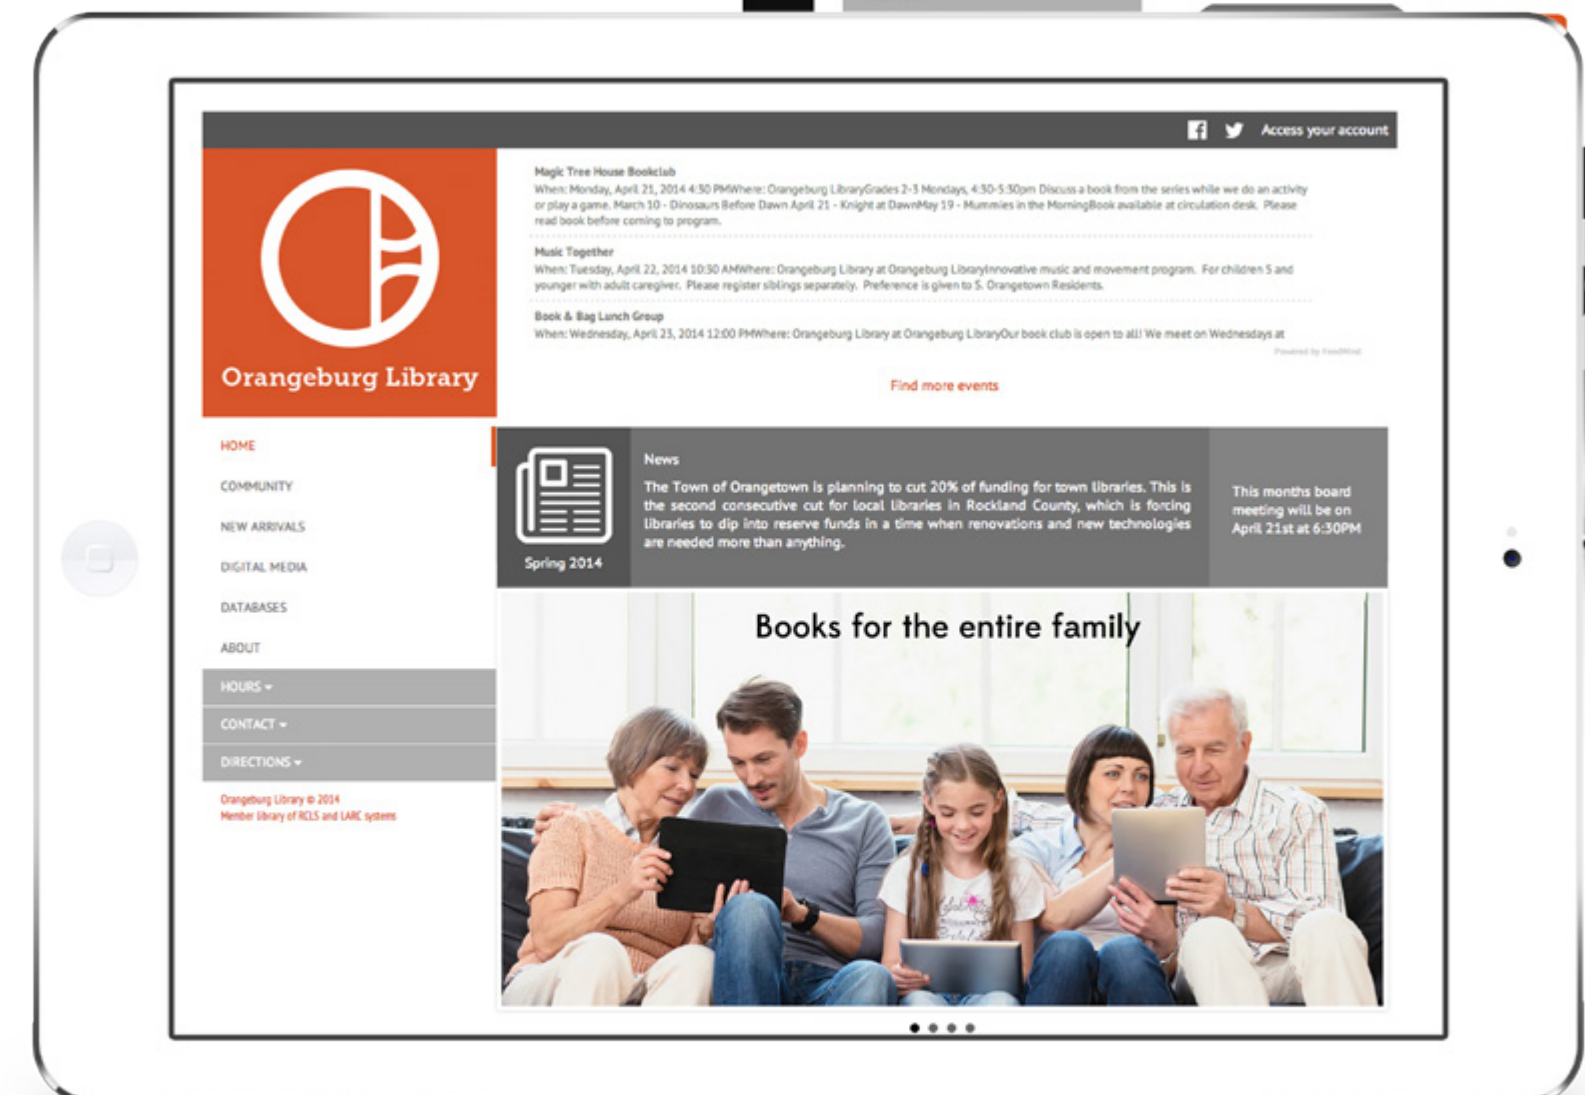 Access your account
Orangeburg Library
Magic Tree House Bookclub
When: Monday, April 21, 2014 4:30 PMWhere: Orangeburg LibraryGrades 2-3 Mondays, 4:30-5:30pm Discuss a book from the series while we do an activity
or play a game. March 10 - Dinosaurs Before Dawn April 21 - Knight at DawnMay 19 - Mummies in the MorningBook available at circulation desk. Please
read book before coming to program.
Music Together
When: Tuesday, April 22, 2014 10:30 AMWhere: Orangeburg Library at Orangeburg LibraryInnovative music and movement program. For children 5 and
younger with adult caregiver. Please register siblings separately. Preference is given to S. Orangetown Residents.
Book & Bag Lunch Group
When: Wednesday, April 23, 2014 12:00 PMWhere: Orangeburg Library at Orangeburg LibraryOur book club is open to all! We meet on Wednesdays at
Powered by FeedWind
Find more events
HOME
COMMUNITY
NEW ARRIVALS
DIGITAL MEDIA
DATABASES
ABOUT
HOURS
CONTACT
DIRECTIONS
Orangeburg Library © 2014
Member library of RCLS and LARC systems
Spring 2014
News
The Town of Orangetown is planning to cut 20% of funding for town libraries. This is
the second consecutive cut for local libraries in Rockland County, which is forcing
libraries to dip into reserve funds in a time when renovations and new technologies
are needed more than anything.
This months board
meeting will be on
April 21st at 6:30PM
Books for the entire family